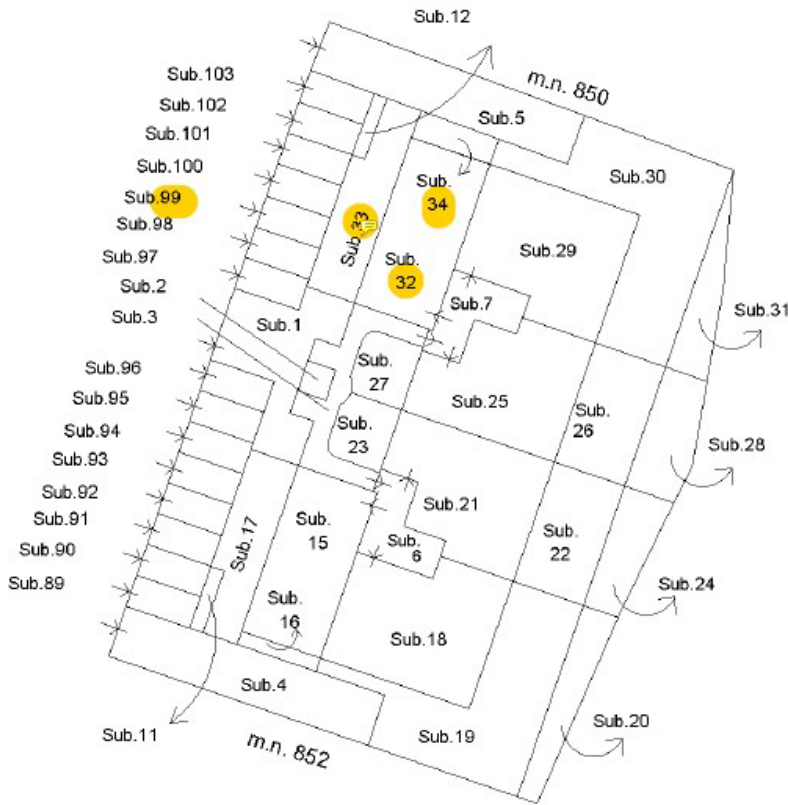 Sub.12
m.n. 850
Sub.103
Sub.102
Sub.101
Sub.100
Sub.99
Sub.98
Sub.97
Sub.2
Sub.3
Sub.5
Sub.30
Sub.
34
Sub.33
Sub.
32
Sub.29
Sub.7
Sub.31
Sub.1
Sub.
27
Sub.25
Sub.
26
Sub.96
Sub.95
Sub.94
Sub.93
Sub.92
Sub.91
Sub.90
Sub.89
Sub.
23
Sub.28
Sub.21
Sub.
22
Sub.17
Sub.
15
Sub.
6
Sub.24
Sub.
16
Sub.18
Sub.4
Sub.20
Sub.19
Sub.11
m.n. 852